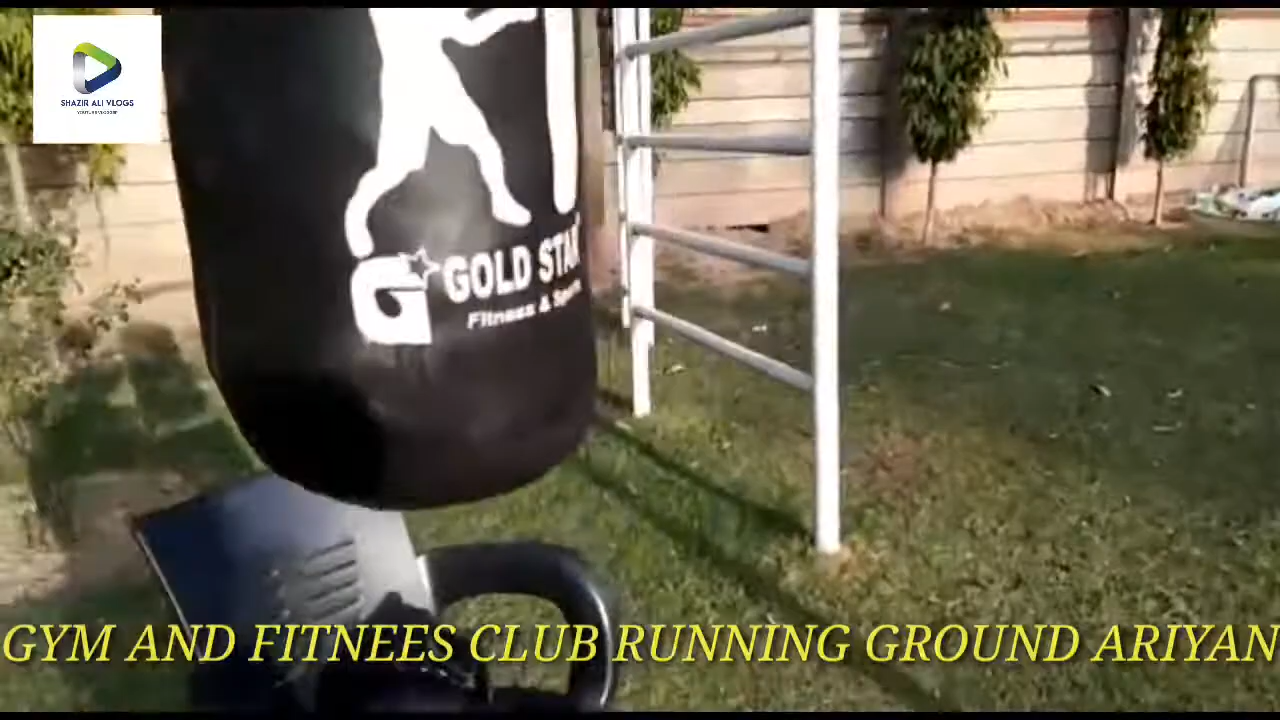 SHAZIR ALI VLOGS
GOLD STAR
Fitness & Sports
GYM AND FITNEES CLUB RUNNING GROUND ARIYAN